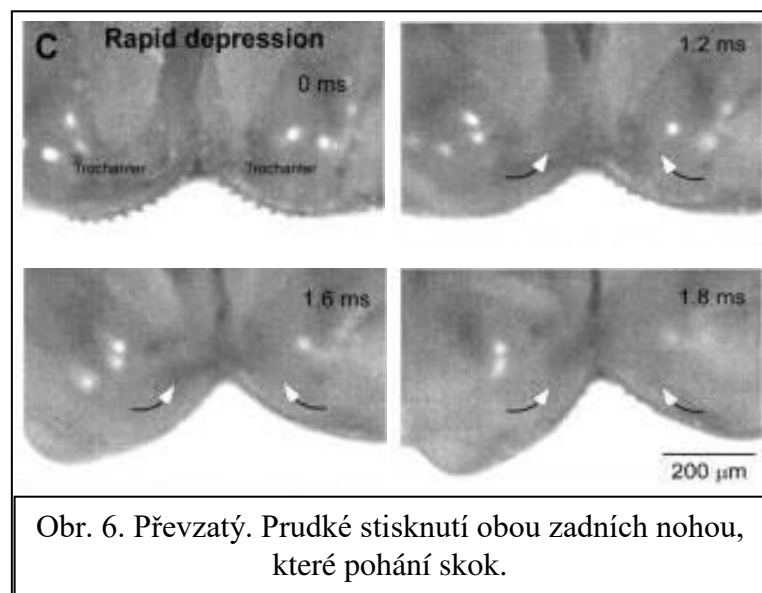 C Rapid depression
0 ms
1.2 ms
Trochanter Trochanter
1.6 ms
1.8 ms
200 μm
Obr. 6. Převzatý. Prudké stisknutí obou zadních nohou,
které pohání skok.